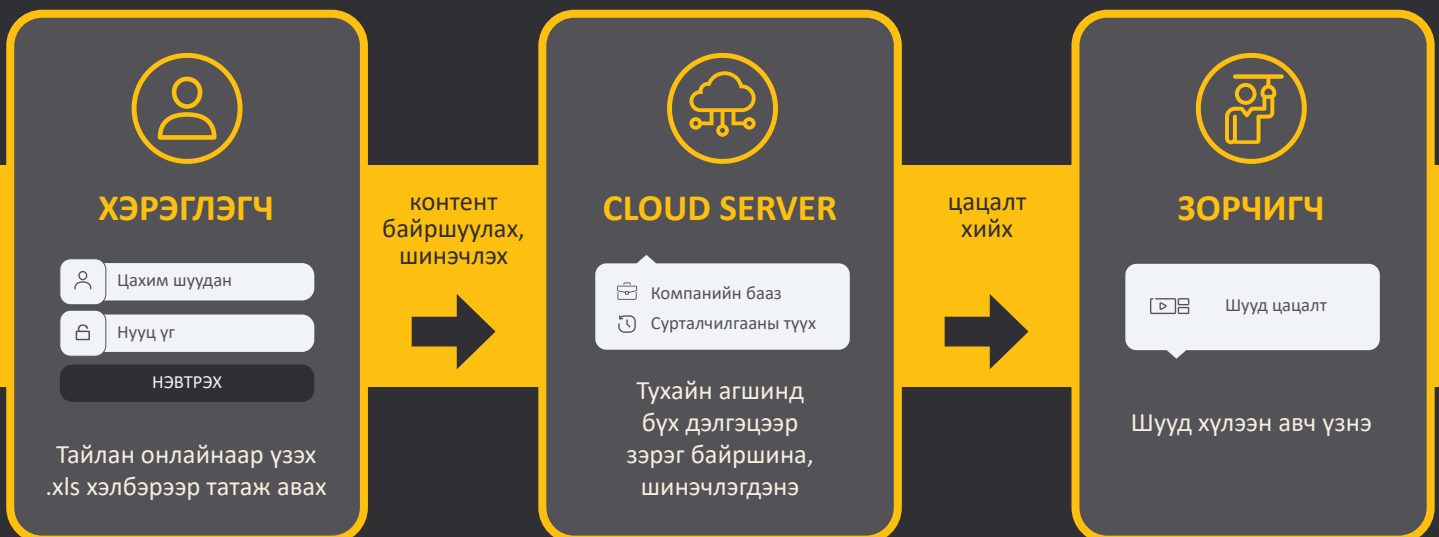 ХЭРЭГЛЭГЧ
Цахим шуудан
Нууц үг
НЭВТРЭХ
Тайлан онлайнаар үзэх
.xls хэлбэрээр татаж авах
контент
байршуулах,
шинэчлэх
CLOUD SERVER
Компанийн бааз
Сурталчилгааны түүх
Тухайн агшинд
бүх дэлгэцээр
зэрэг байршина,
шинэчлэгдэнэ
цацалт
хийх
ЗОРЧИГЧ
Шууд цацалт
Шууд хүлээн авч үзнэ